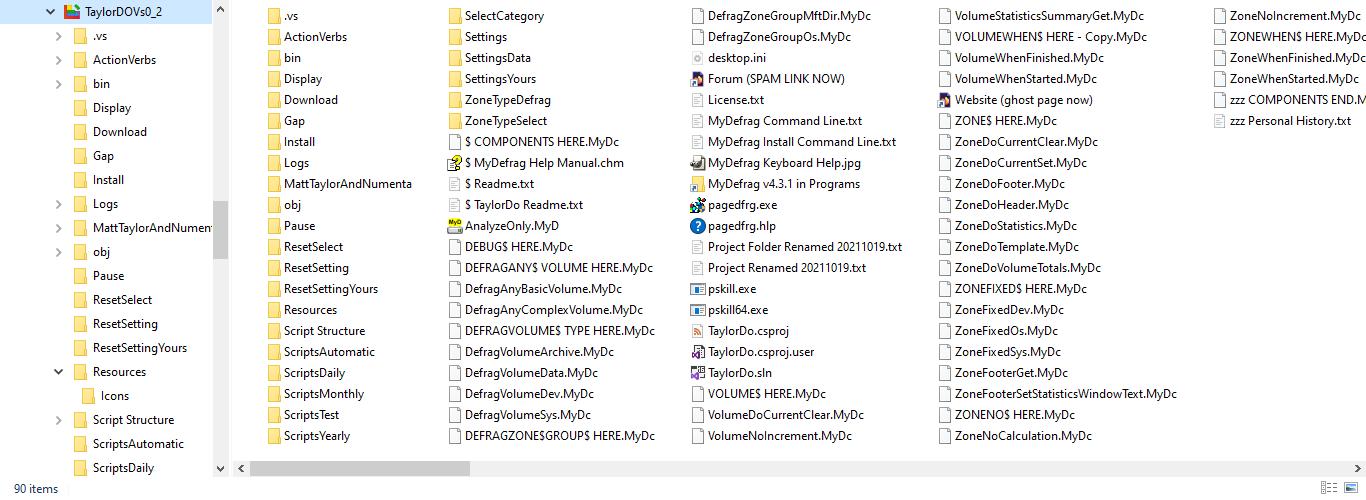 TaylorDOVs0_2
.vs
ActionVerbs
bin
Display
Download
Gap
Install
Logs
MattTaylorAndNumen
obj
Pause
ResetSelect
ResetSetting
ResetSettingYours
Resources
Icons
Script Structure
ScriptsAutomatic
ScriptsDaily
.vs
ActionVerbs
bin
Display
Download
Gap
Install
Logs
MattTaylorAndNumenta
obj
Pause
ResetSelect
ResetSetting
ResetSettingYours
Resources
Script Structure
ScriptsAutomatic
ScriptsDaily
ScriptsMonthly
ScriptsTest
ScriptsYearly
SelectCategory
Settings
SettingsData
SettingsYours
ZoneTypeDefrag
ZoneTypeSelect
$ COMPONENTS HERE.MyDc
$ MyDefrag Help Manual.chm
$ Readme.txt
$ TaylorDo Readme.txt
AnalyzeOnly.MyD
DEBUG$ HERE.MyDc
DEFRAGANY$ VOLUME HERE.MyDc
DefragAnyBasicVolume.MyDc
DefragAnyComplexVolume.MyDc
DEFRAGVOLUME$ TYPE HERE.MyDc
DefragVolumeArchive.MyDc
DefragVolumeData.MyDc
DefragVolumeDev.MyDc
DefragVolumeSys.MyDc
DEFRAGZONE$GROUP$ HERE.MyDc
DefragZoneGroupMftDir.MyDc
DefragZoneGroupOs.MyDc
desktop.ini
Forum (SPAM LINK NOW)
License.txt
MyDefrag Command Line.txt
MyDefrag Install Command Line.txt
MyDefrag Keyboard Help.jpg
MyDefrag v4.3.1 in Programs
pagedfrg.exe
pagedfrg.hlp
Project Folder Renamed 20211019.txt
Project Renamed 20211019.txt
pskill.exe
pskill64.exe
TaylorDo.csproj
TaylorDo.csproj.user
TaylorDo.sln
VOLUME$ HERE.MyDc
VolumeDoCurrentClear.MyDc
VolumeNoIncrement.MyDc
VolumeStatisticsSummaryGet.MyDc
VOLUMEWHEN$ HERE - Copy.MyDc
VolumeWhenFinished.MyDc
VolumeWhenStarted.MyDc
Website (ghost page now)
ZONE$ HERE.MyDc
ZoneDoCurrentClear.MyDc
ZoneDoCurrentSet.MyDc
ZoneDoFooter.MyDc
ZoneDoHeader.MyDc
ZoneDoStatistics.MyDc
ZoneDoTemplate.MyDc
ZoneDoVolumeTotals.MyDc
ZONEFIXED$ HERE.MyDc
ZoneFixedDev.MyDc
ZoneFixedOs.MyDc
ZoneFixedSys.MyDc
ZoneFooterGet.MyDc
ZoneFooterSetStatisticsWindowText.MyDc
ZONENO$ HERE.MyDc
ZoneNoCalculation.MyDc
ZoneNoIncrement.MyDc
ZONEWHEN$ HERE.MyDc
ZoneWhenFinished.MyDc
ZoneWhenStarted.MyDc
zzz COMPONENTS END.M
zzz Personal History.txt
90 items